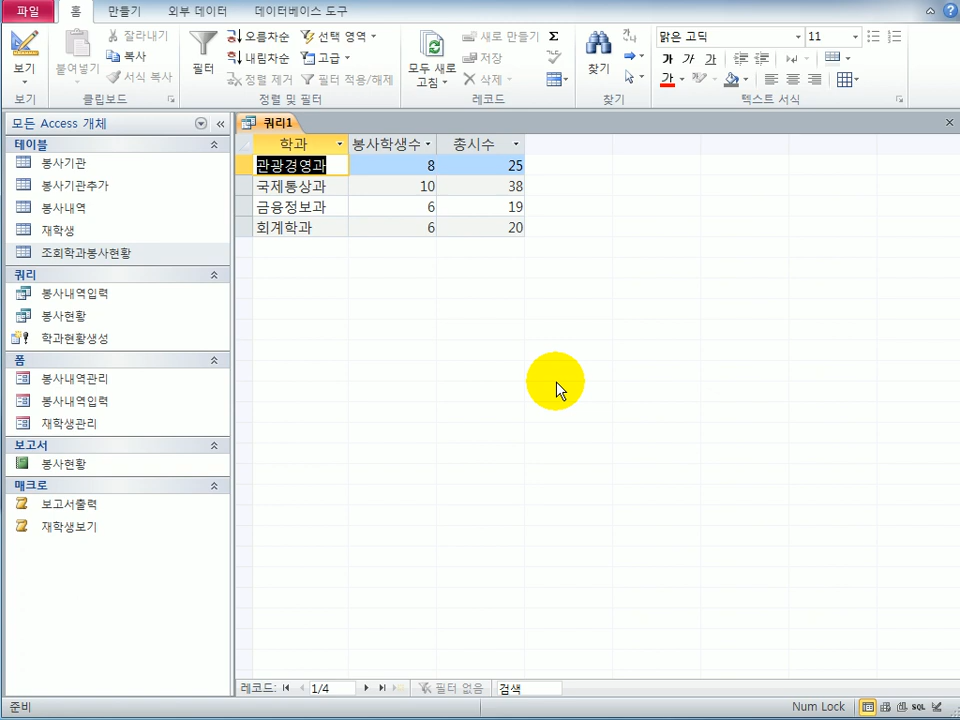 파일 홈 만들기 외부 데이터 데이터베이스 도구
보기 붙여넣기 잘라내기 복사 서식 복사 필터 오름차순 내림차순 정렬 제거 선택 영역 고급 필터 적용/해제 모두 새로 고침 새로 만들기 저장 삭제 Σ 찾기 맑은 고딕 11 가 가 가 가
보기 클립보드 정렬 및 필터 레코드 찾기 텍스트 서식
모든 Access 개체
테이블
봉사기관
봉사기관추가
봉사내역
재학생
조회학과봉사현황
쿼리
봉사내역입력
봉사현황
학과현황생성
폼
봉사내역관리
봉사내역입력
재학생관리
보고서
봉사현황
매크로
보고서출력
재학생보기
쿼리1
학과 봉사학생수 총시수
관광경영과 8 25
국제통상과 10 38
금융정보과 6 19
회계학과 6 20
레코드: 1/4 필터 없음 검색
준비 Num Lock SQL